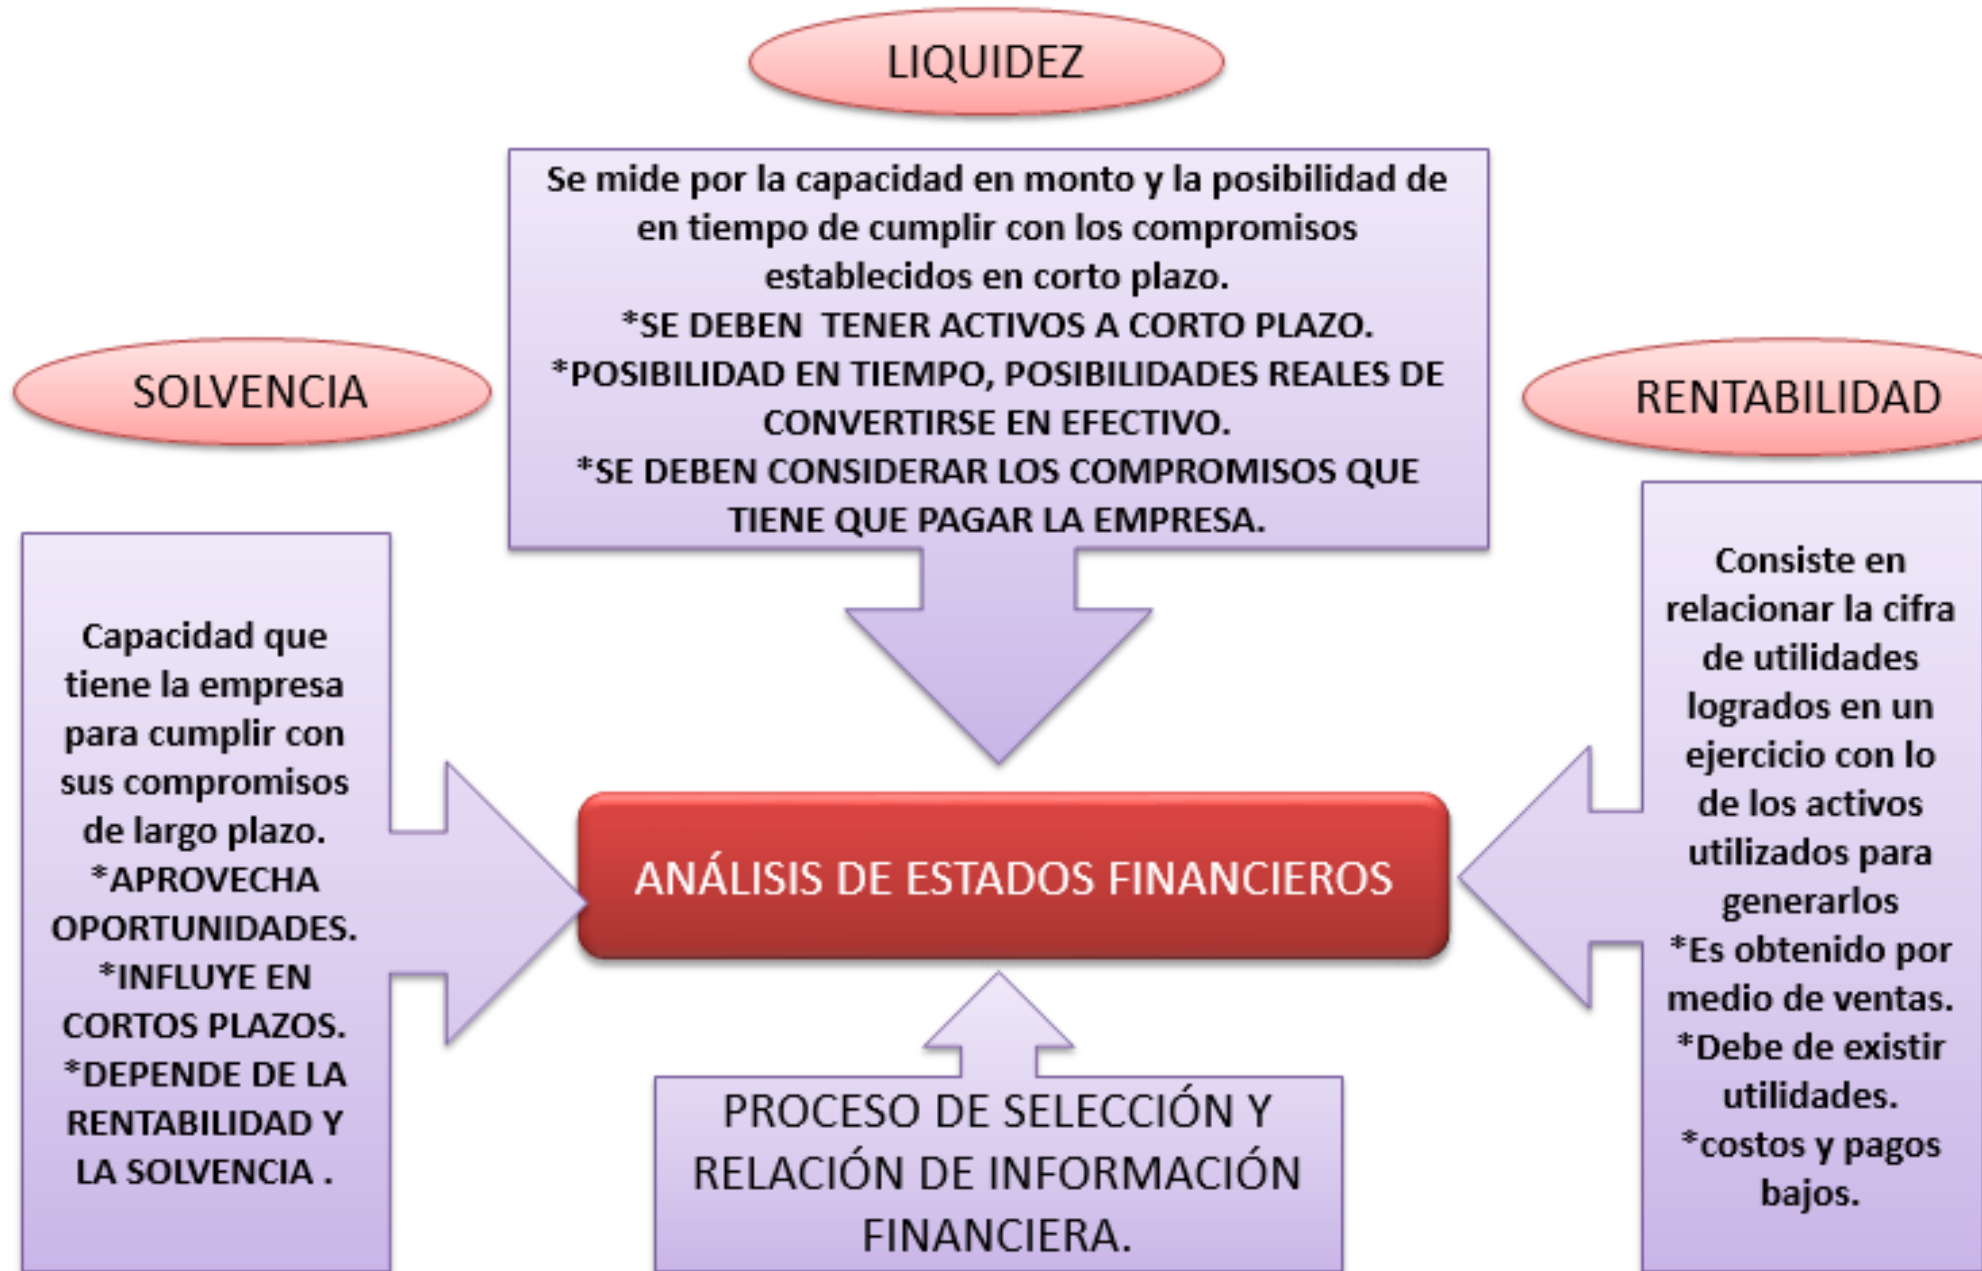 LIQUIDEZ
Se mide por la capacidad en monto y la posibilidad de
en tiempo de cumplir con los compromisos
establecidos en corto plazo.
*SE DEBEN TENER ACTIVOS A CORTO PLAZO.
*POSIBILIDAD EN TIEMPO, POSIBILIDADES REALES DE
CONVERTIRSE EN EFECTIVO.
*SE DEBEN CONSIDERAR LOS COMPROMISOS QUE
TIENE QUE PAGAR LA EMPRESA.
SOLVENCIA
Capacidad que
tiene la empresa
para cumplir con
sus compromisos
de largo plazo.
*APROVECHA
OPORTUNIDADES.
*INFLUYE EN
CORTOS PLAZOS.
*DEPENDE DE LA
RENTABILIDAD Y
LA SOLVENCIA .
RENTABILIDAD
Consiste en
relacionar la cifra
de utilidades
logrados en un
ejercicio con lo
de los activos
utilizados para
generarlos
*Es obtenido por
medio de ventas.
*Debe de existir
utilidades.
*costos y pagos
bajos.
ANÁLISIS DE ESTADOS FINANCIEROS
PROCESO DE SELECCIÓN Y
RELACIÓN DE INFORMACIÓN
FINANCIERA.